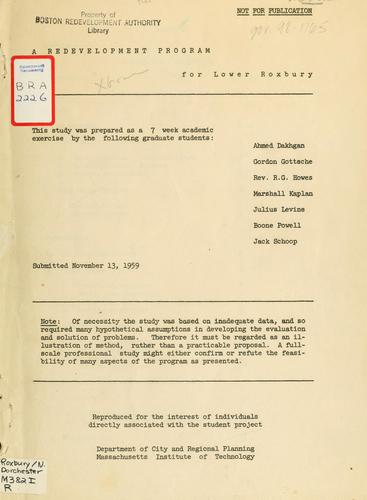 Property of
BOSTON REDEVELOPMENT AUTHORITY
Library
NOT FOR PUBLICATION
A REDEVELOPMENT PROGRAM
for Lower Roxbury
BRA
2226
This study was prepared as a 7 week academic
exercise by the following graduate students:
Ahmed Dakhgan
Gordon Gottsche
Rev. R.G. Howes
Marshall Kaplan
Julius Levine
Boone Powell
Jack Schoop
Submitted November 13, 1959
Note: Of necessity the study was based on inadequate data, and so
required many hypothetical assumptions in developing the evaluation
and solution of problems. Therefore it must be regarded as an il-
lustration of method, rather than a practicable proposal. A full-
scale professional study might either confirm or refute the feasi-
bility of many aspects of the program as presented.
Reproduced for the interest of individuals
directly associated with the student project
Department of City and Regional Planning
Massachusetts Institute of Technology
Roxbury/N.
Dorchester
M382I
R